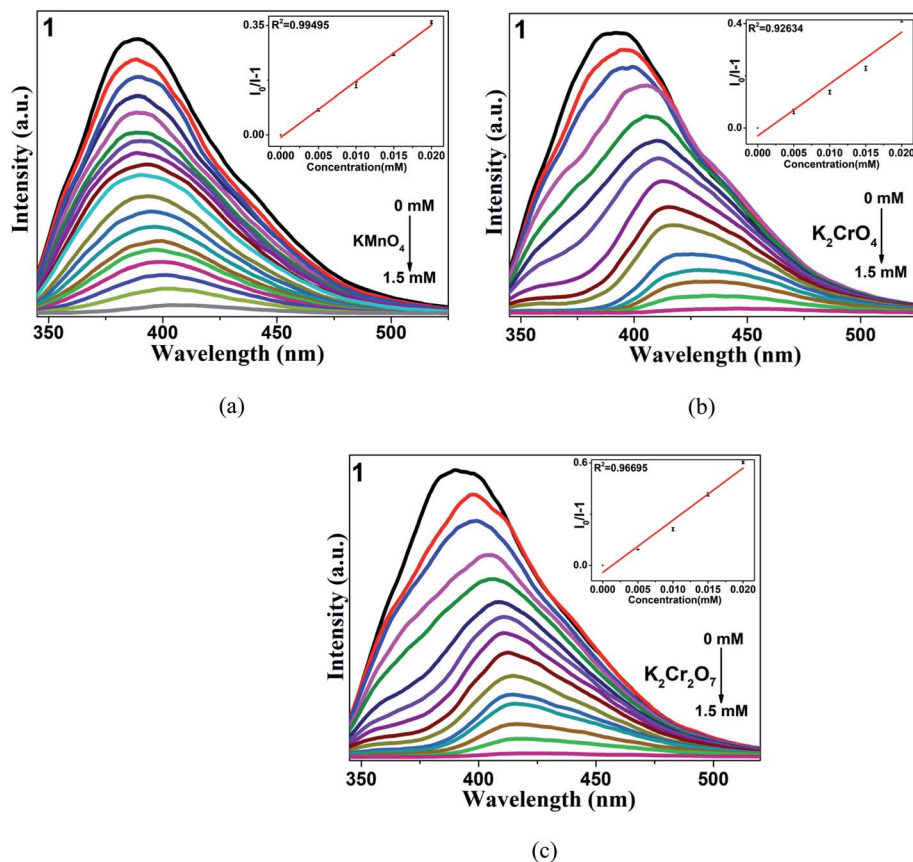 1
R²=0.99495
0.35
0.00
I₀/I-1
0.000 0.005 0.010 0.015 0.020
Concentration(mM)
Intensity (a.u.)
0 mM
KMnO₄
1.5 mM
350 400 450 500
Wavelength (nm)
(a)
1
R²=0.92634
0.4
0.0
I₀/I-1
0.000 0.005 0.010 0.015 0.020
Concentration(mM)
Intensity (a.u.)
0 mM
K₂CrO₄
1.5 mM
350 400 450 500
Wavelength (nm)
(b)
1
R²=0.96695
0.6
0.0
I₀/I-1
0.000 0.005 0.010 0.015 0.020
Concentration(mM)
Intensity (a.u.)
0 mM
K₂Cr₂O₇
1.5 mM
350 400 450 500
Wavelength (nm)
(c)